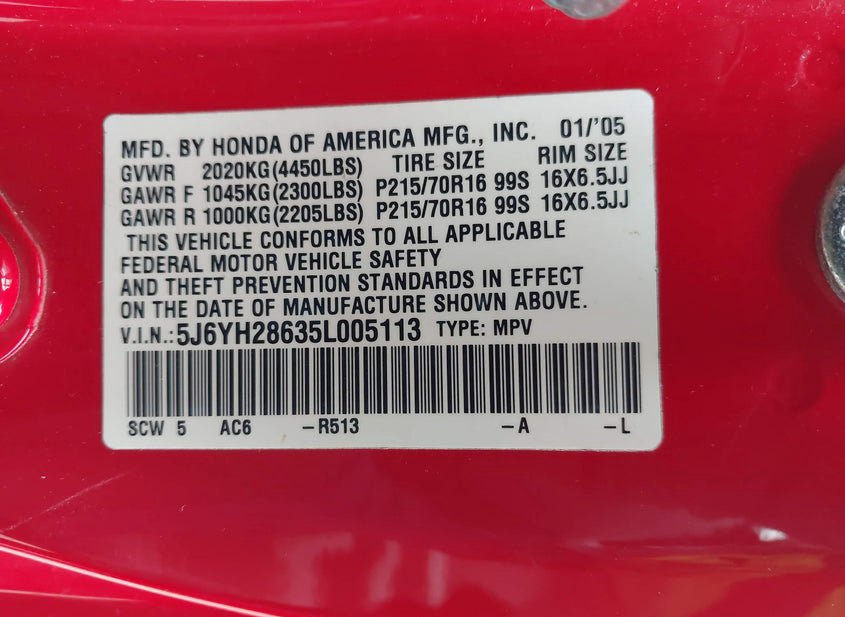 MFD. BY HONDA OF AMERICA MFG., INC. 01/'05
GVWR 2020KG(4450LBS) TIRE SIZE RIM SIZE
GAWR F 1045KG(2300LBS) P215/70R16 99S 16X6.5JJ
GAWR R 1000KG(2205LBS) P215/70R16 99S 16X6.5JJ
THIS VEHICLE CONFORMS TO ALL APPLICABLE
FEDERAL MOTOR VEHICLE SAFETY
AND THEFT PREVENTION STANDARDS IN EFFECT
ON THE DATE OF MANUFACTURE SHOWN ABOVE.
V.I.N.:5J6YH28635L005113 TYPE: MPV
SCW 5 AC6 -R513 -A -L